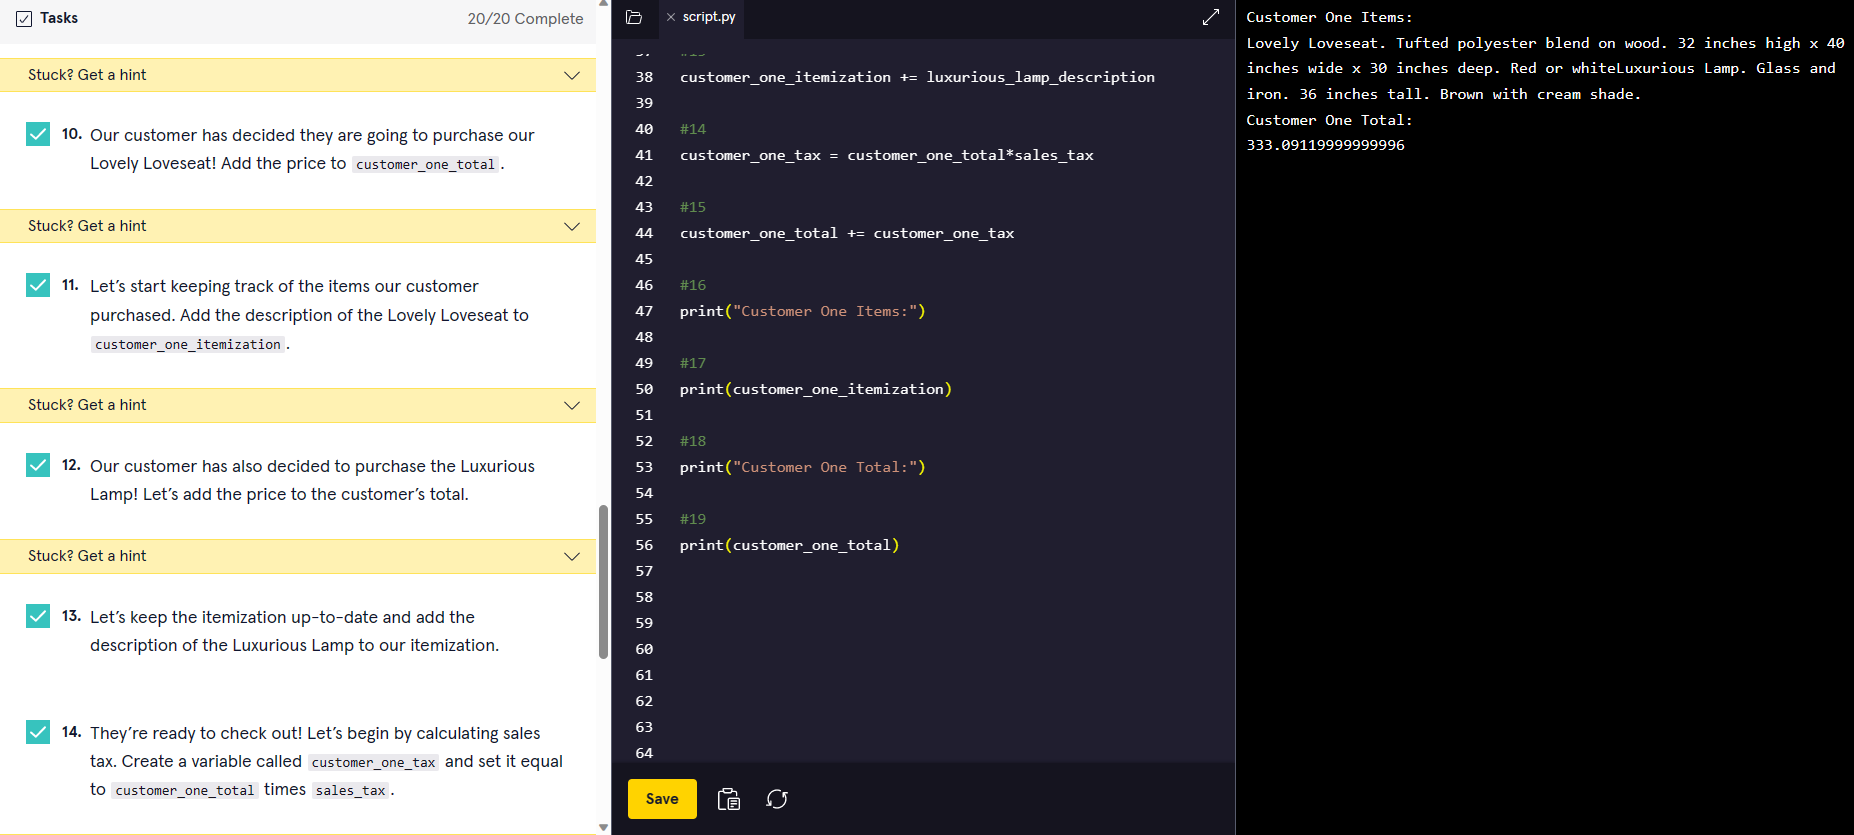 Tasks
20/20 Complete
Stuck? Get a hint
10. Our customer has decided they are going to purchase our
Lovely Loveseat! Add the price to customer_one_total.
Stuck? Get a hint
11. Let's start keeping track of the items our customer
purchased. Add the description of the Lovely Loveseat to
customer_one_itemization.
Stuck? Get a hint
12. Our customer has also decided to purchase the Luxurious
Lamp! Let's add the price to the customer's total.
Stuck? Get a hint
13. Let's keep the itemization up-to-date and add the
description of the Luxurious Lamp to our itemization.
14. They're ready to check out! Let's begin by calculating sales
tax. Create a variable called customer_one_tax and set it equal
to customer_one_total times sales_tax.
script.py
38 customer_one_itemization += luxurious_lamp_description
39
40 #14
41 customer_one_tax = customer_one_total*sales_tax
42
43 #15
44 customer_one_total += customer_one_tax
45
46 #16
47 print("Customer One Items:")
48
49 #17
50 print(customer_one_itemization)
51
52 #18
53 print("Customer One Total:")
54
55 #19
56 print(customer_one_total)
57
58
59
60
61
62
63
64
Save
Customer One Items:
Lovely Loveseat. Tufted polyester blend on wood. 32 inches high x 40
inches wide x 30 inches deep. Red or whiteLuxurious Lamp. Glass and
iron. 36 inches tall. Brown with cream shade.
Customer One Total:
333.09119999999996